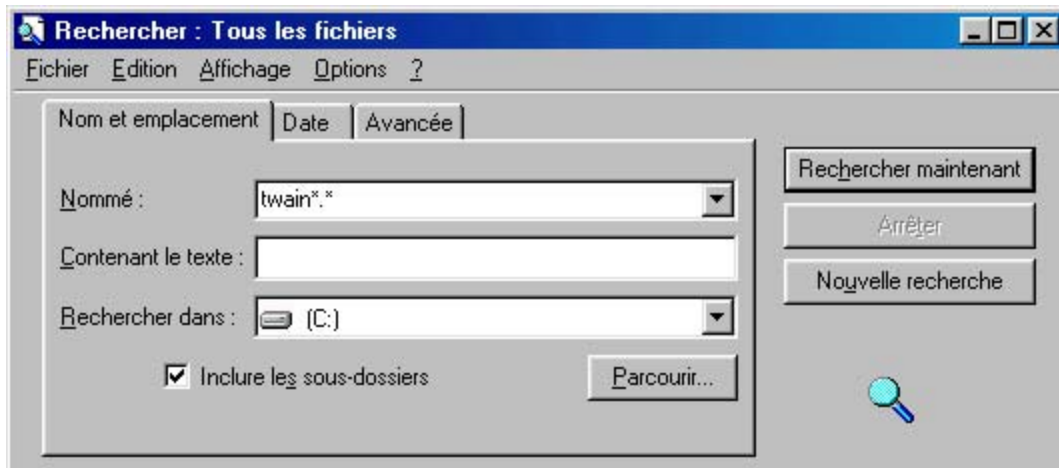 Rechercher : Tous les fichiers
Fichier Edition Affichage Options ?
Nom et emplacement Date Avancée
Nommé : twain*.*
Contenant le texte :
Rechercher dans : (C:)
Inclure les sous-dossiers Parcourir...
Rechercher maintenant
Arrêter
Nouvelle recherche